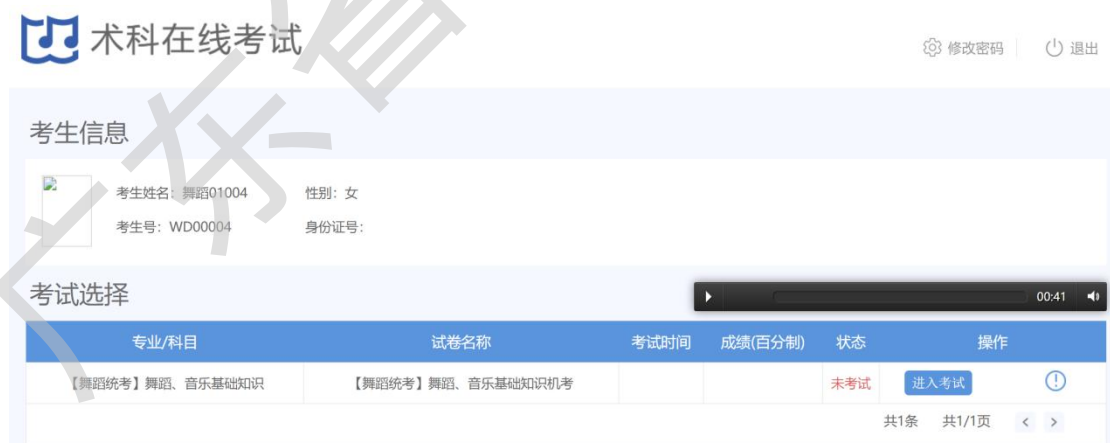 术科在线考试
修改密码 退出
考生信息
考生姓名：舞蹈01004 性别：女
考生号：WD00004 身份证号：
考试选择
00:41
专业/科目 试卷名称 考试时间 成绩(百分制) 状态 操作
【舞蹈统考】舞蹈、音乐基础知识 【舞蹈统考】舞蹈、音乐基础知识机考 未考试 进入考试
共1条 共1/1页 < >
广东省